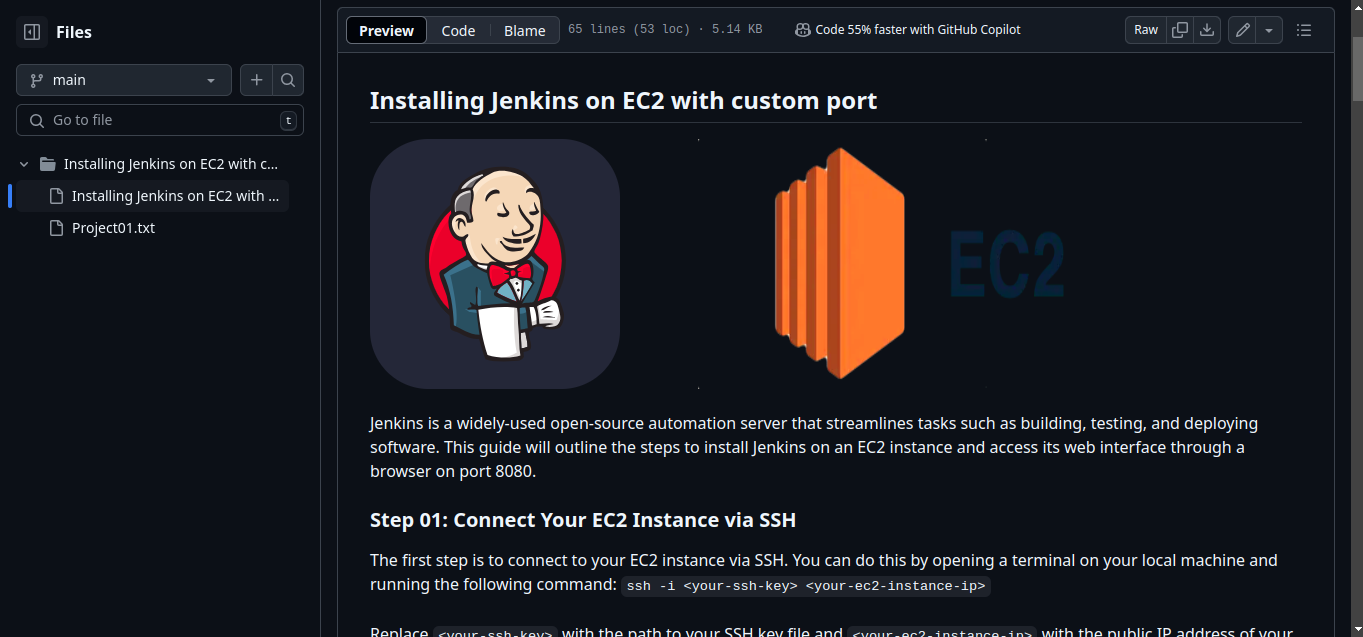 Files
main
Go to file
t
Installing Jenkins on EC2 with c...
Installing Jenkins on EC2 with ...
Project01.txt
Preview
Code
Blame
65 lines (53 loc) · 5.14 KB
Code 55% faster with GitHub Copilot
Raw
Installing Jenkins on EC2 with custom port
EC2
Jenkins is a widely-used open-source automation server that streamlines tasks such as building, testing, and deploying
software. This guide will outline the steps to install Jenkins on an EC2 instance and access its web interface through a
browser on port 8080.
Step 01: Connect Your EC2 Instance via SSH
The first step is to connect to your EC2 instance via SSH. You can do this by opening a terminal on your local machine and
running the following command: ssh -i <your-ssh-key> <your-ec2-instance-ip>
Replace <your-ssh-key> with the path to your SSH key file and <your-ec2-instance-ip> with the public IP address of your